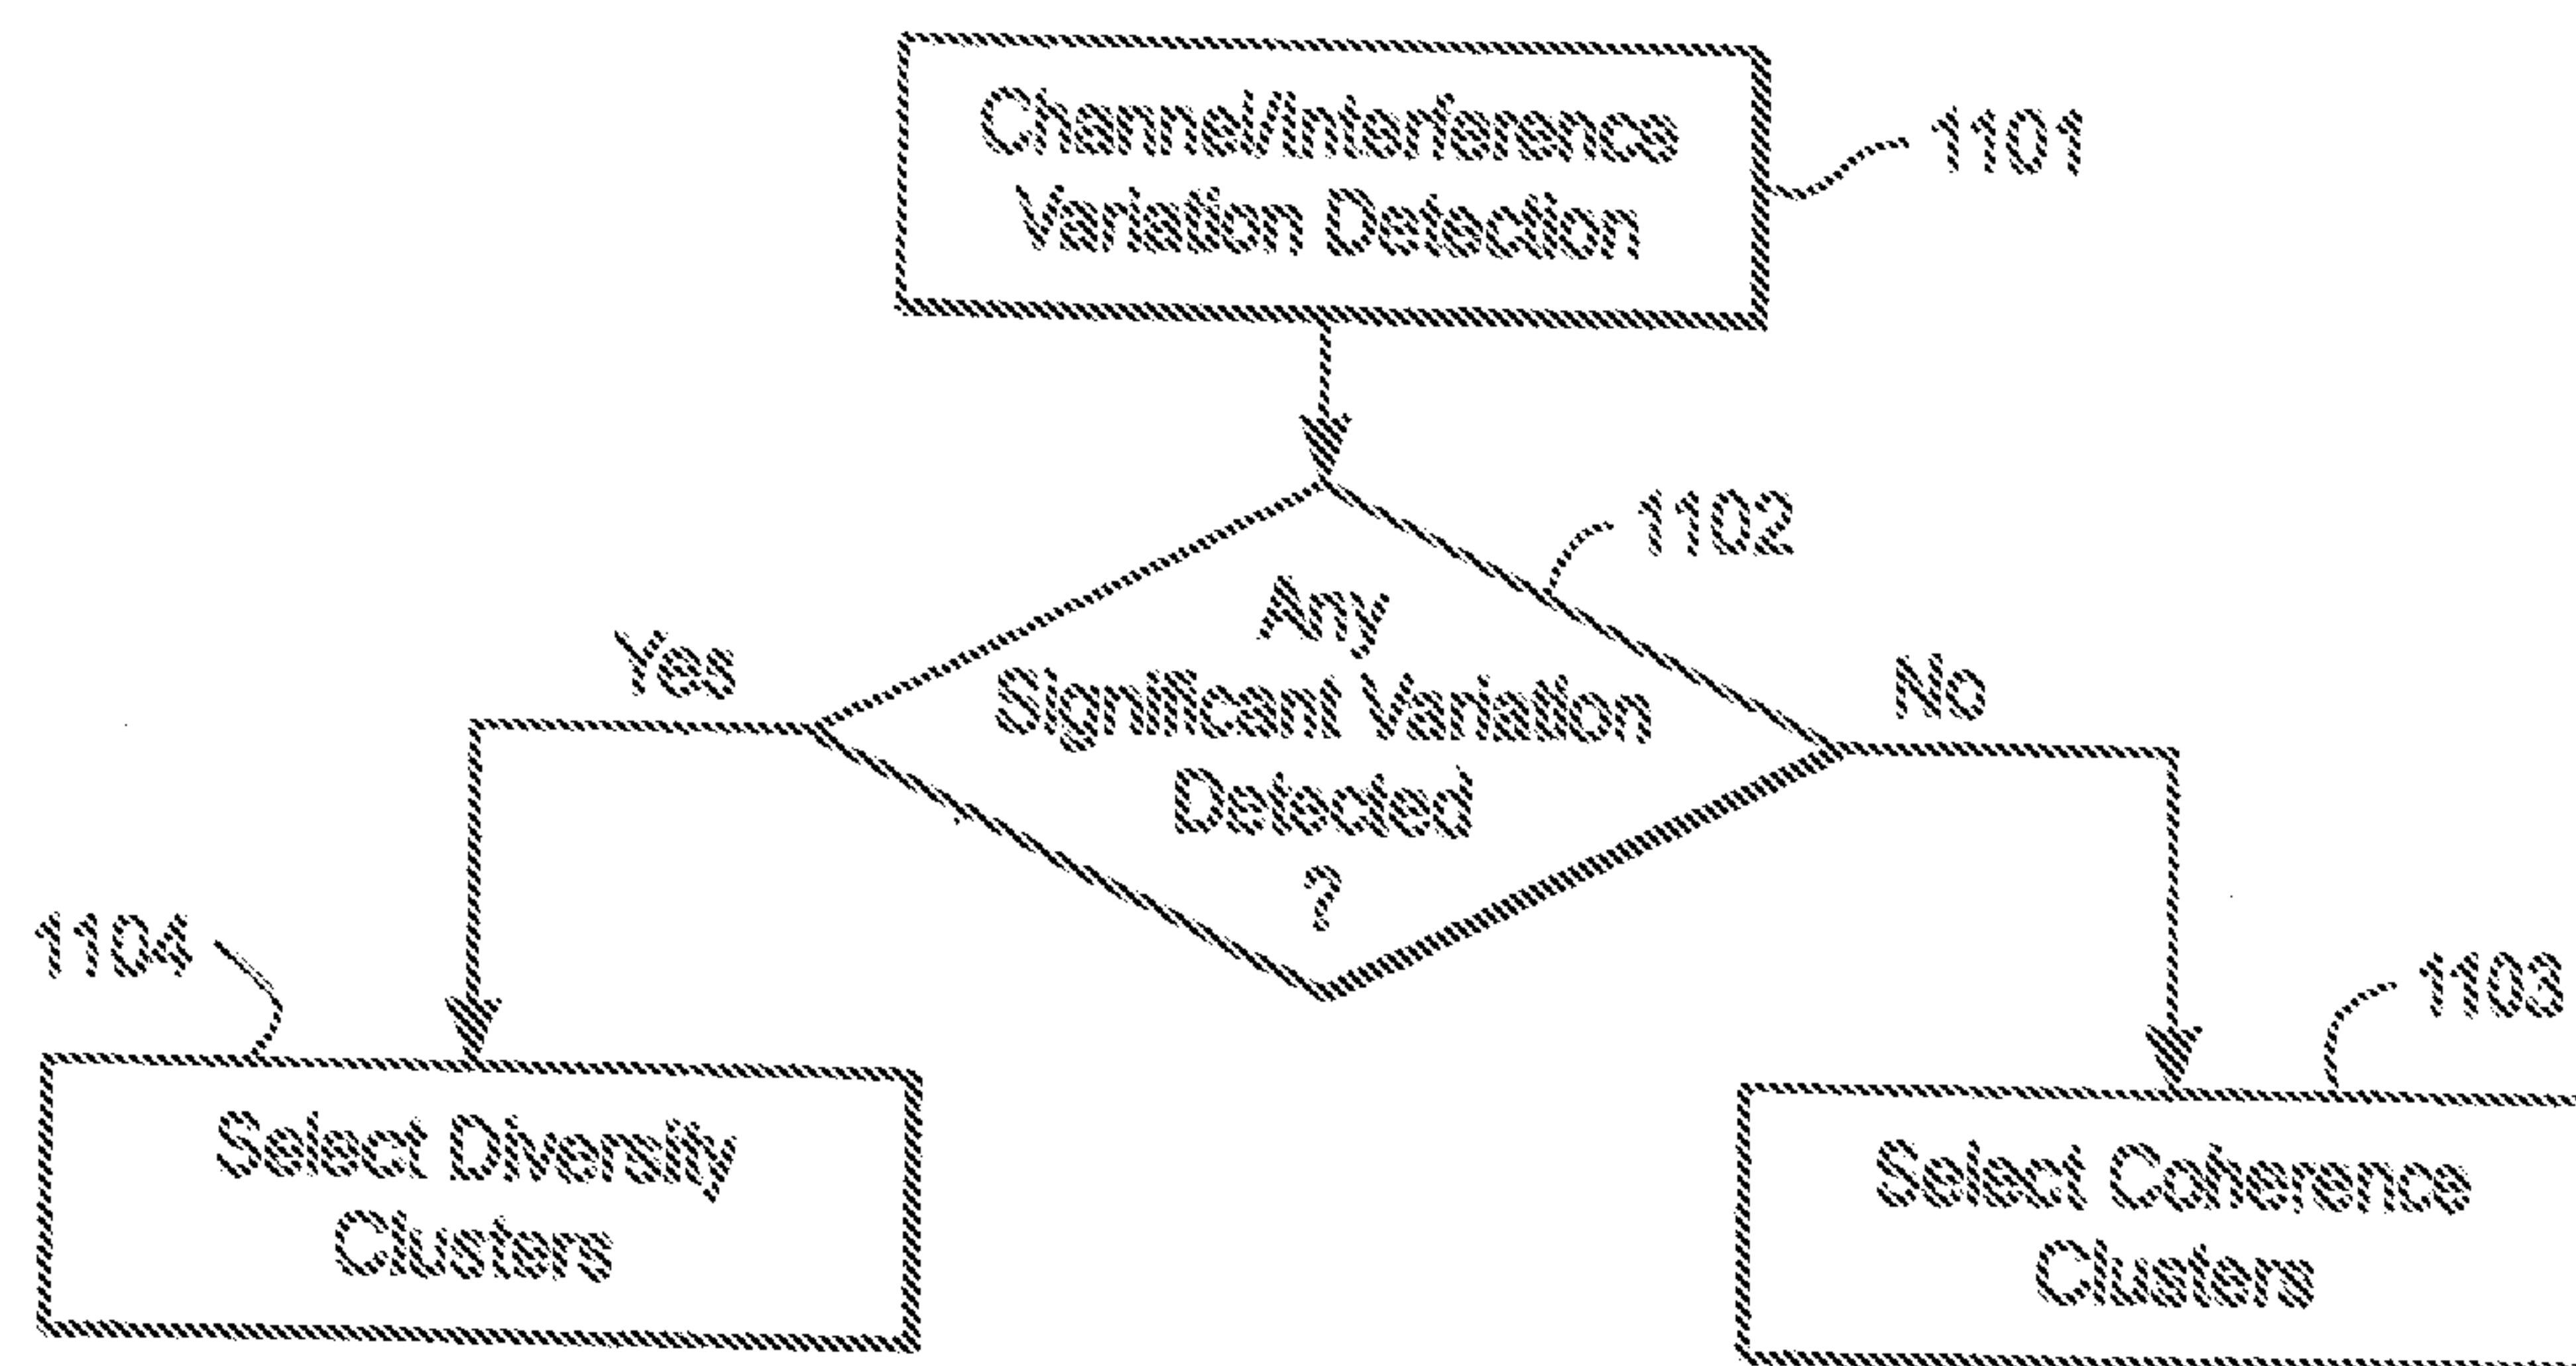 Channel/Interference
Variation Detection
1101
1102
Any
Significant Variation
Detected
?
Yes
No
1104
1103
Select Diversity
Clusters
Select Coherence
Clusters